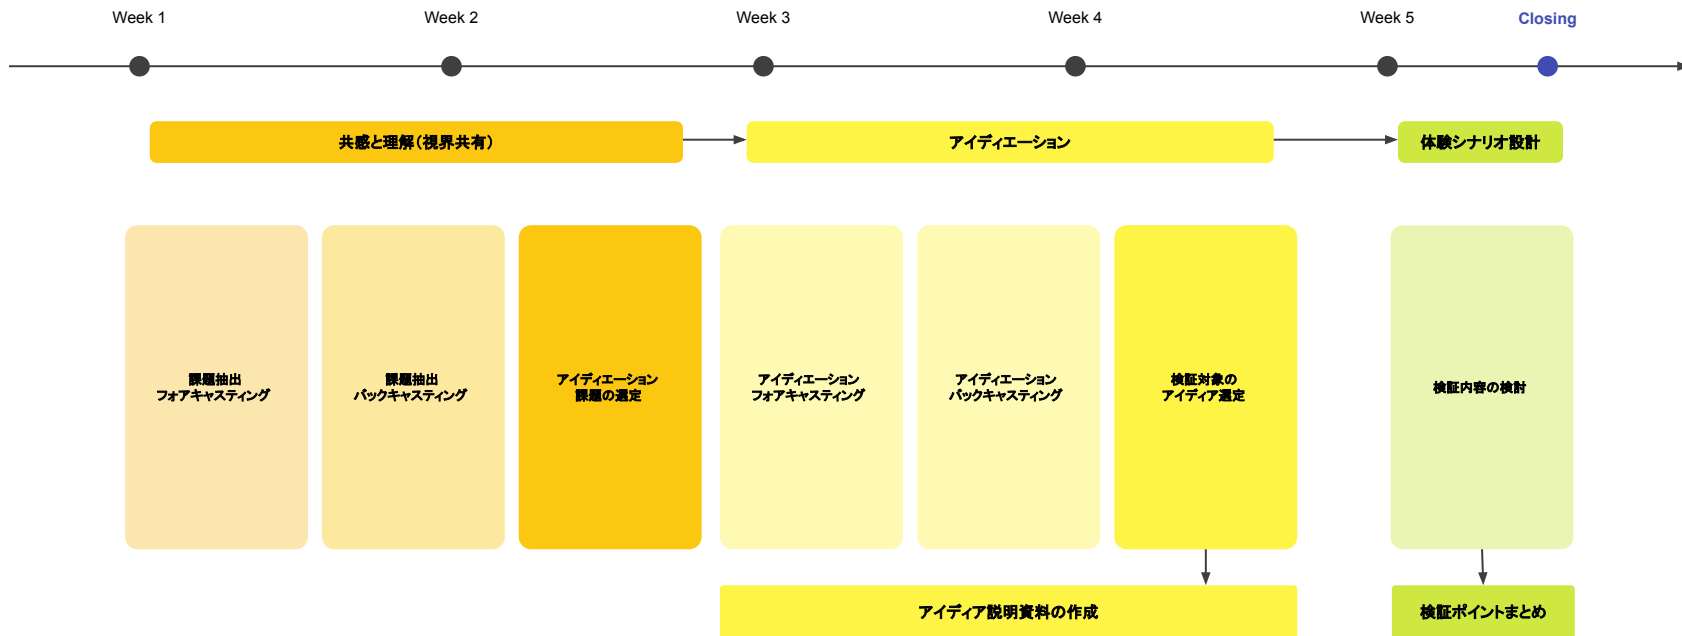 Week 1
Week 2
Week 3
Week 4
Week 5
Closing
共感と理解（視界共有）
アイディエーション
体験シナリオ設計
課題抽出
フォアキャスティング
課題抽出
バックキャスティング
アイディエーション
課題の選定
アイディエーション
フォアキャスティング
アイディエーション
バックキャスティング
検証対象の
アイディア選定
検証内容の検討
アイディア説明資料の作成
検証ポイントまとめ